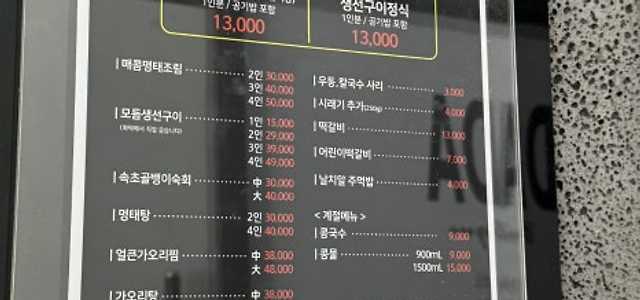 1인분 / 공기밥 포함
13,000
생선구이정식
1인분 / 공기밥 포함
13,000
매콤명태조림 2인 30,000
3인 40,000
4인 50,000
모듬생선구이 1인 15,000
2인 29,000
3인 39,000
4인 49,000
속초골뱅이숙회 中 30,000
大 40,000
명태탕 2인 30,000
4인 40,000
얼큰가오리찜 中 38,000
大 48,000
가오리탕 中 38,000
우동,칼국수 사리 3,000
시래기 추가(250g) 4,000
떡갈비 13,000
어린이떡갈비 7,000
날치알 주먹밥 4,000
<계절메뉴>
콩국수 9,000
콩물 900mL 9,000
1500mL 15,000